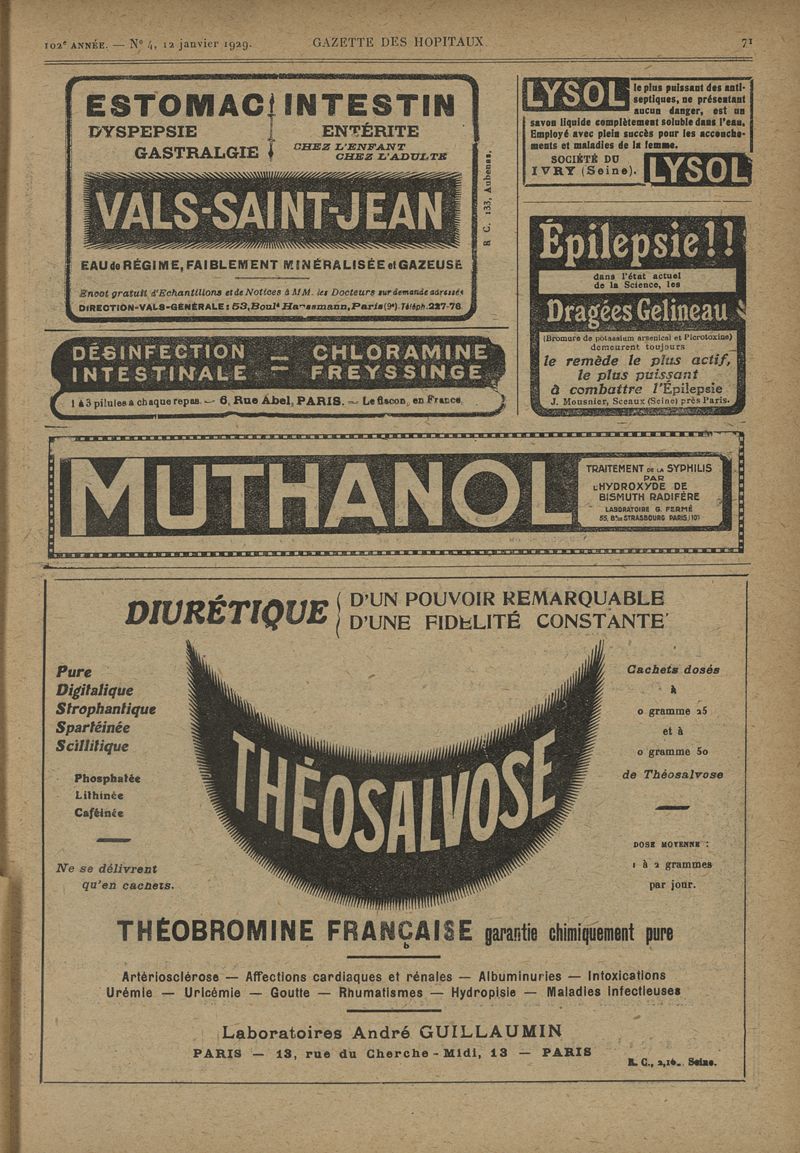 102e ANNÉE. — N° 4, 12 janvier 1929. GAZETTE DES HOPITAUX 71
ESTOMAC INTESTIN
DYSPEPSIE ENTÉRITE
GASTRALGIE CHEZ L'ENFANT
CHEZ L'ADULTE
VALS-SAINT-JEAN
EAU de RÉGIME, FAIBLEMENT MINÉRALISÉE et GAZEUSE
Envoi gratuit d'Echantillons et de Notices à MM. les Docteurs sur demande adressée
DIRECTION-VALS-GÉNÉRALE : 53, Boulᵈ Haussmann, Paris (9ᵉ). Téléph. 227-76
R C. 133, Aubenas.
DÉSINFECTION — CHLORAMINE
INTESTINALE — FREYSSINGE
1 à 3 pilules à chaque repas. — 6, Rue Abel, PARIS. — Le flacon, en France
LYSOL le plus puissant des anti-
septiques, ne présentant
aucun danger, est un
savon liquide complètement soluble dans l'eau.
Employé avec plein succès pour les accouche-
ments et maladies de la femme.
SOCIÉTÉ DU
IVRY (Seine). LYSOL
Épilepsie!!
dans l'état actuel
de la Science, les
Dragées Gelineau
(Bromure de potassium arsenical et Picrotoxine)
demeurent toujours
le remède le plus actif,
le plus puissant
à combattre l'Épilepsie
J. Mousnier, Sceaux (Seine) près Paris.
MUTHANOL
TRAITEMENT DE LA SYPHILIS
PAR
L'HYDROXYDE DE
BISMUTH RADIFÈRE
LABORATOIRE G. FERMÉ
55, Bᵈ DE STRASBOURG PARIS (10)
DIURÉTIQUE
D'UN POUVOIR REMARQUABLE
D'UNE FIDELITÉ CONSTANTE
Pure
Digitalique
Strophantique
Spartéinée
Scillitique
Phosphatée
Lithinée
Caféinée
Ne se délivrent
qu'en cachets.
THÉOSALVOSE
Cachets dosés
à
0 gramme 25
et à
0 gramme 50
de Théosalvose
DOSE MOYENNE :
1 à 2 grammes
par jour.
THÉOBROMINE FRANÇAISE garantie chimiquement pure
b
Artériosclérose — Affections cardiaques et rénales — Albuminuries — Intoxications
Urémie — Uricémie — Goutte — Rhumatismes — Hydropisie — Maladies infectieuses
Laboratoires André GUILLAUMIN
PARIS — 13, rue du Cherche-Midi, 13 — PARIS
R. C., Seine.